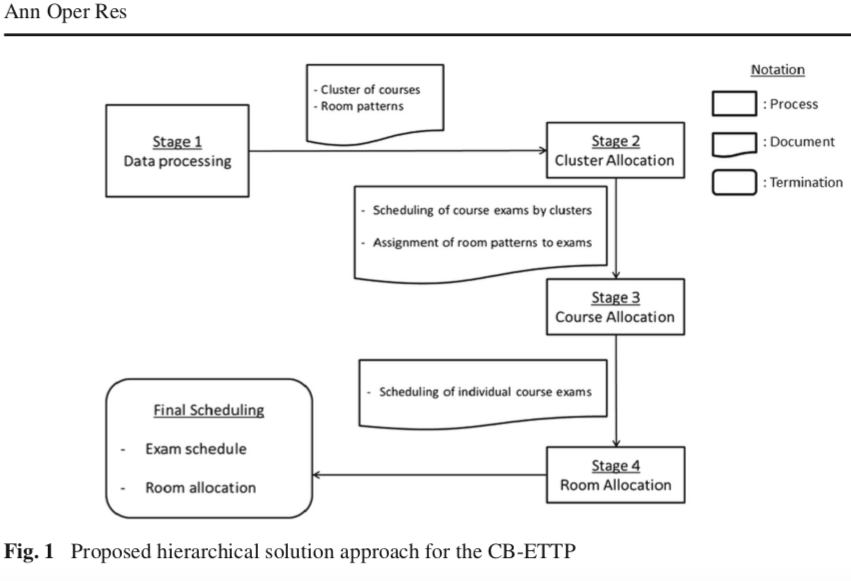 Ann Oper Res
- Cluster of courses
- Room patterns
Notation
: Process
: Document
: Termination
Stage 1
Data processing
Stage 2
Cluster Allocation
- Scheduling of course exams by clusters
- Assignment of room patterns to exams
Stage 3
Course Allocation
- Scheduling of individual course exams
Final Scheduling
- Exam schedule
- Room allocation
Stage 4
Room Allocation
Fig. 1 Proposed hierarchical solution approach for the CB-ETTP